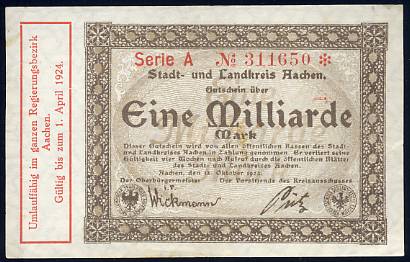 Umlauffähig im ganzen Regierungsbezirk
Aachen.
Gültig bis zum 1. April 1924.
Serie A № 311650 *
Stadt- und Landkreis Aachen.
Gutschein über
Eine Milliarde
Mark
Dieser Gutschein wird von allen öffentlichen Kassen des Stadt-
und Landkreises Aachen in Zahlung genommen. Er verliert seine
Gültigkeit vier Wochen nach Aufruf durch die öffentlichen Blätter
des Stadt- und Landkreises Aachen.
Aachen, den 12. Oktober 1923.
Der Oberbürgermeister Der Vorsitzende des Kreisausschusses
I. V.
Wickmann